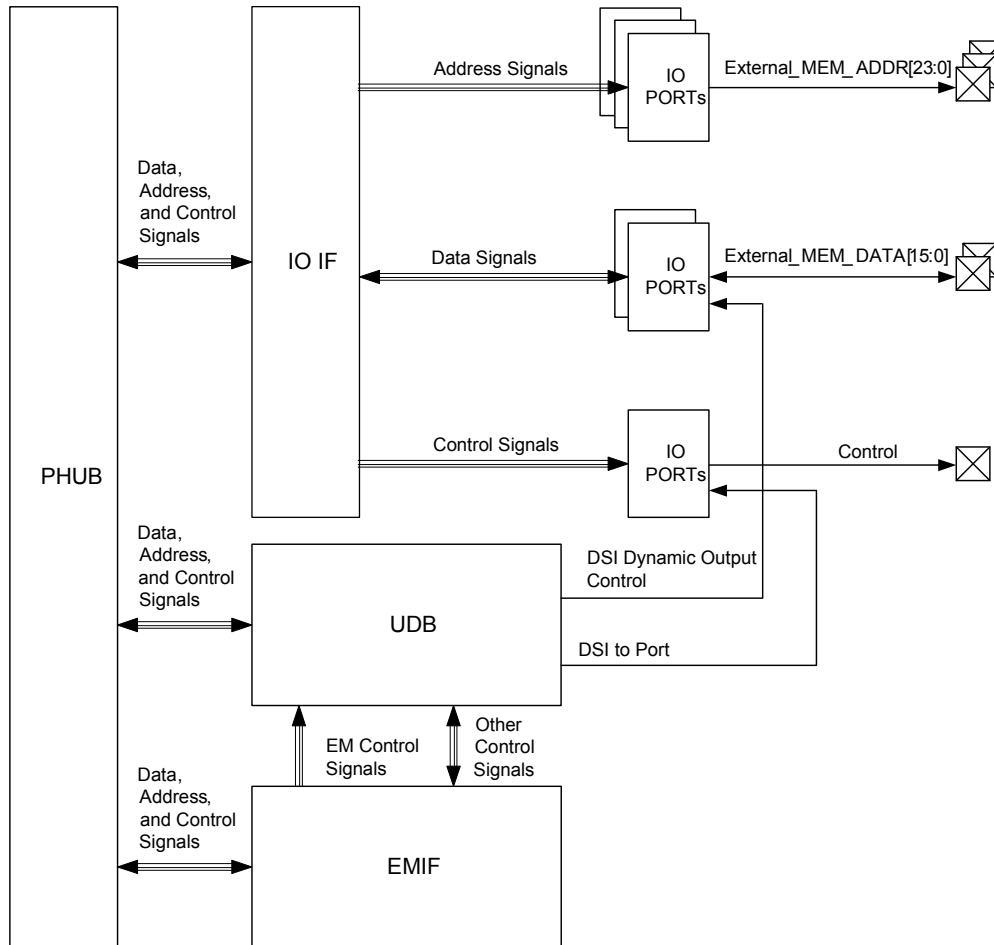 Address Signals
IO
PORTs
External_MEM_ADDR[23:0]
Data,
Address,
and Control
Signals
IO IF
Data Signals
IO
PORTs
External_MEM_DATA[15:0]
Control Signals
IO
PORTs
Control
PHUB
Data,
Address,
and Control
Signals
UDB
DSI Dynamic Output
Control
DSI to Port
EM Control
Signals
Other
Control
Signals
Data,
Address,
and Control
Signals
EMIF